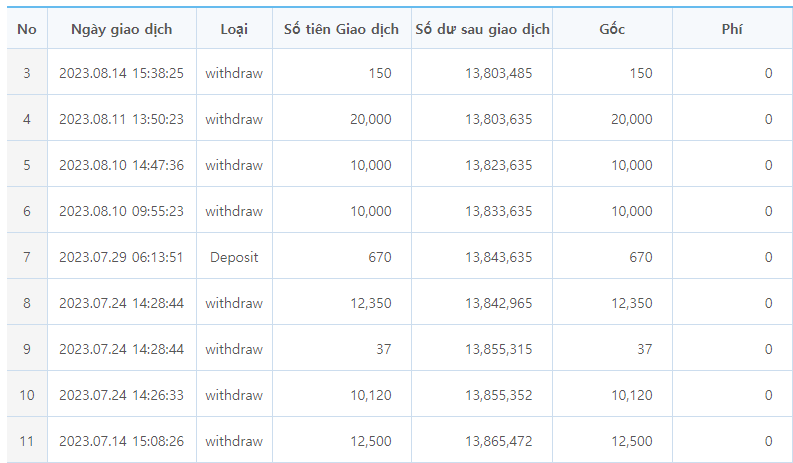 No Ngày giao dịch Loại Số tiền Giao dịch Số dư sau giao dịch Gốc Phí
3 2023.08.14 15:38:25 withdraw 150 13,803,485 150 0
4 2023.08.11 13:50:23 withdraw 20,000 13,803,635 20,000 0
5 2023.08.10 14:47:36 withdraw 10,000 13,823,635 10,000 0
6 2023.08.10 09:55:23 withdraw 10,000 13,833,635 10,000 0
7 2023.07.29 06:13:51 Deposit 670 13,843,635 670 0
8 2023.07.24 14:28:44 withdraw 12,350 13,842,965 12,350 0
9 2023.07.24 14:28:44 withdraw 37 13,855,315 37 0
10 2023.07.24 14:26:33 withdraw 10,120 13,855,352 10,120 0
11 2023.07.14 15:08:26 withdraw 12,500 13,865,472 12,500 0